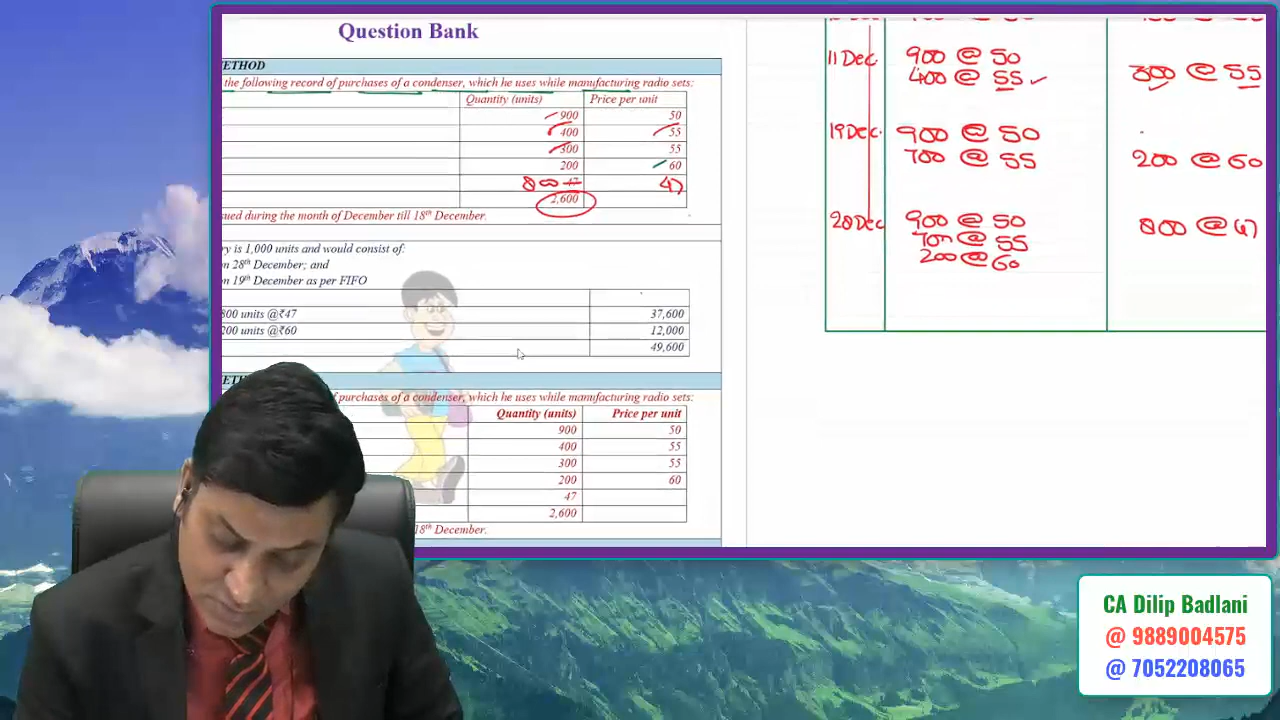 Question Bank
ETHOD
the following record of purchases of a condenser, which he uses while manufacturing radio sets:
Quantity (units) Price per unit
900 50
400 55
300 55
200 60
800 47 47
2,600
sued during the month of December till 18th December.
ry is 1,000 units and would consist of:
n 28th December; and
n 19th December as per FIFO
800 units @₹47 37,600
200 units @₹60 12,000
49,600
ETH
of purchases of a condenser, which he uses while manufacturing radio sets:
Quantity (units) Price per unit
900 50
400 55
300 55
200 60
47
2,600
18th December.
11 Dec 900 @ 50
400 @ 55 300 @ 55
19 Dec. 900 @ 50
700 @ 55 200 @ 60
28 Dec 900 @ 50 800 @ 47
700 @ 55
200 @ 60
CA Dilip Badlani
@ 9889004575
@ 7052208065